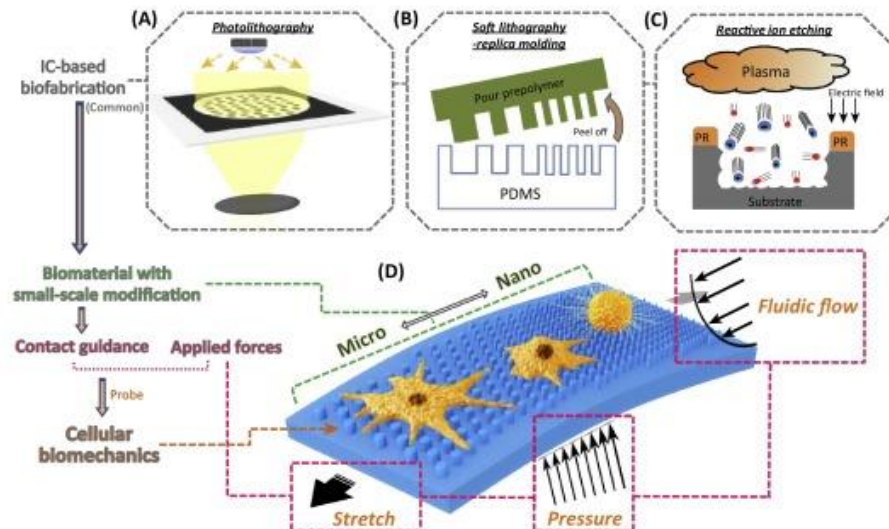 (A)
Photolithography
(B)
Soft lithography
-replica molding
Pour prepolymer
Peel off
PDMS
(C)
Reactive ion etching
Plasma
Electric field
PR
PR
Substrate
IC-based
biofabrication
(Common)
Biomaterial with
small-scale modification
Contact guidance
Applied forces
Probe
Cellular
biomechanics
(D)
Micro
Nano
Fluidic flow
Stretch
Pressure